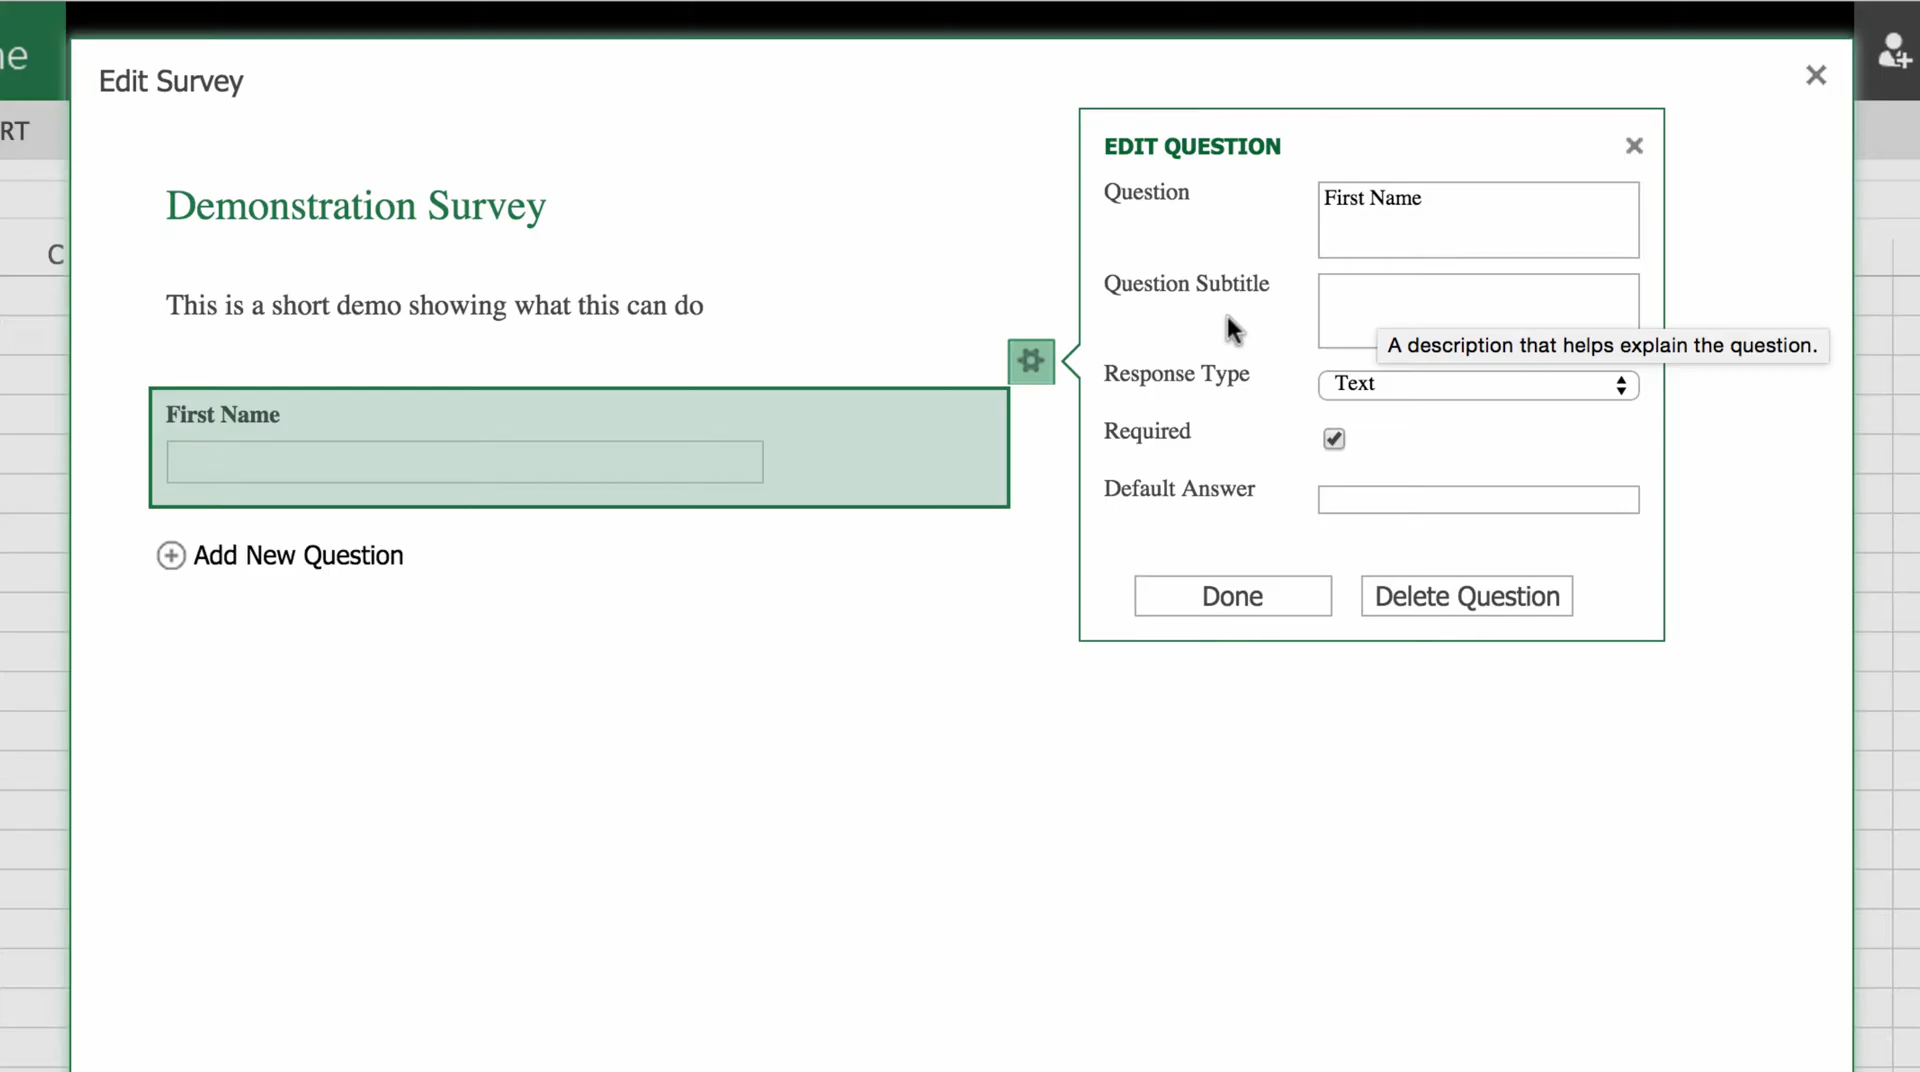 ne
RT
C
Edit Survey
Demonstration Survey
This is a short demo showing what this can do
First Name
Add New Question
EDIT QUESTION
Question
First Name
Question Subtitle
A description that helps explain the question.
Response Type
Text
Required
Default Answer
Done
Delete Question